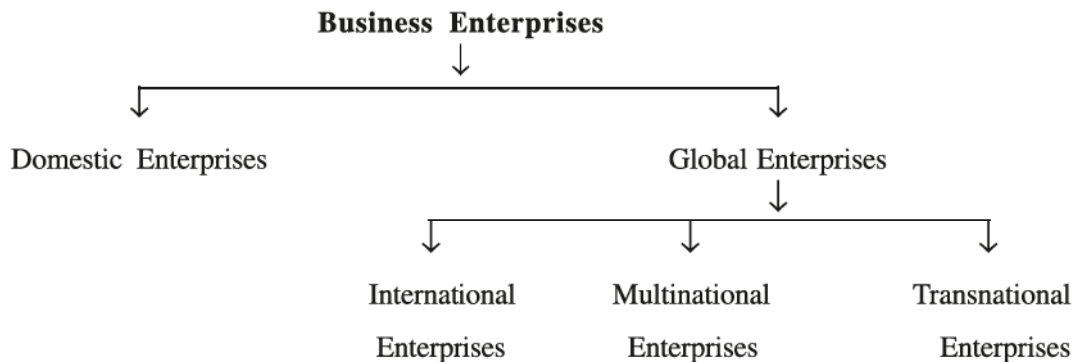 Business Enterprises
Domestic Enterprises
Global Enterprises
International
Enterprises
Multinational
Enterprises
Transnational
Enterprises